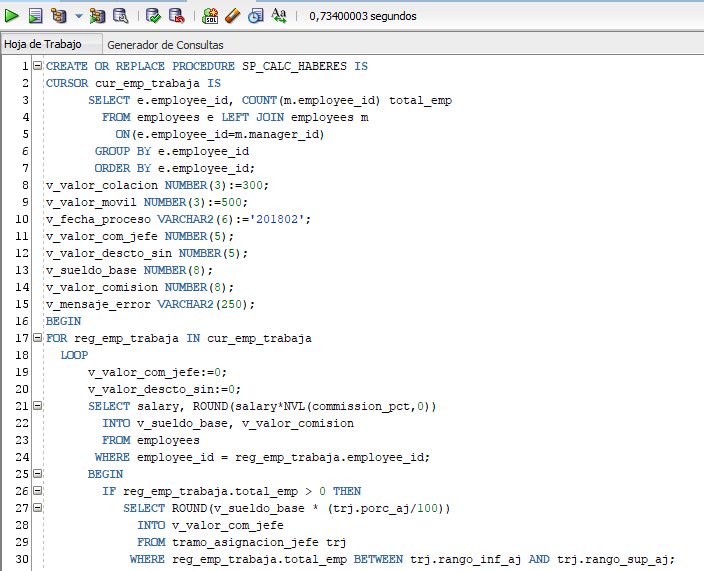 0,73400003 segundos
Hoja de Trabajo
Generador de Consultas
1 CREATE OR REPLACE PROCEDURE SP_CALC_HABERES IS
2 CURSOR cur_emp_trabaja IS
3 SELECT e.employee_id, COUNT(m.employee_id) total_emp
4 FROM employees e LEFT JOIN employees m
5 ON(e.employee_id=m.manager_id)
6 GROUP BY e.employee_id
7 ORDER BY e.employee_id;
8 v_valor_colacion NUMBER(3):=300;
9 v_valor_movil NUMBER(3):=500;
10 v_fecha_proceso VARCHAR2(6):='201802';
11 v_valor_com_jefe NUMBER(5);
12 v_valor_descto_sin NUMBER(5);
13 v_sueldo_base NUMBER(8);
14 v_valor_comision NUMBER(8);
15 v_mensaje_error VARCHAR2(250);
16 BEGIN
17 FOR reg_emp_trabaja IN cur_emp_trabaja
18 LOOP
19 v_valor_com_jefe:=0;
20 v_valor_descto_sin:=0;
21 SELECT salary, ROUND(salary*NVL(commission_pct,0))
22 INTO v_sueldo_base, v_valor_comision
23 FROM employees
24 WHERE employee_id = reg_emp_trabaja.employee_id;
25 BEGIN
26 IF reg_emp_trabaja.total_emp > 0 THEN
27 SELECT ROUND(v_sueldo_base * (trj.porc_aj/100))
28 INTO v_valor_com_jefe
29 FROM tramo_asignacion_jefe trj
30 WHERE reg_emp_trabaja.total_emp BETWEEN trj.rango_inf_aj AND trj.rango_sup_aj;